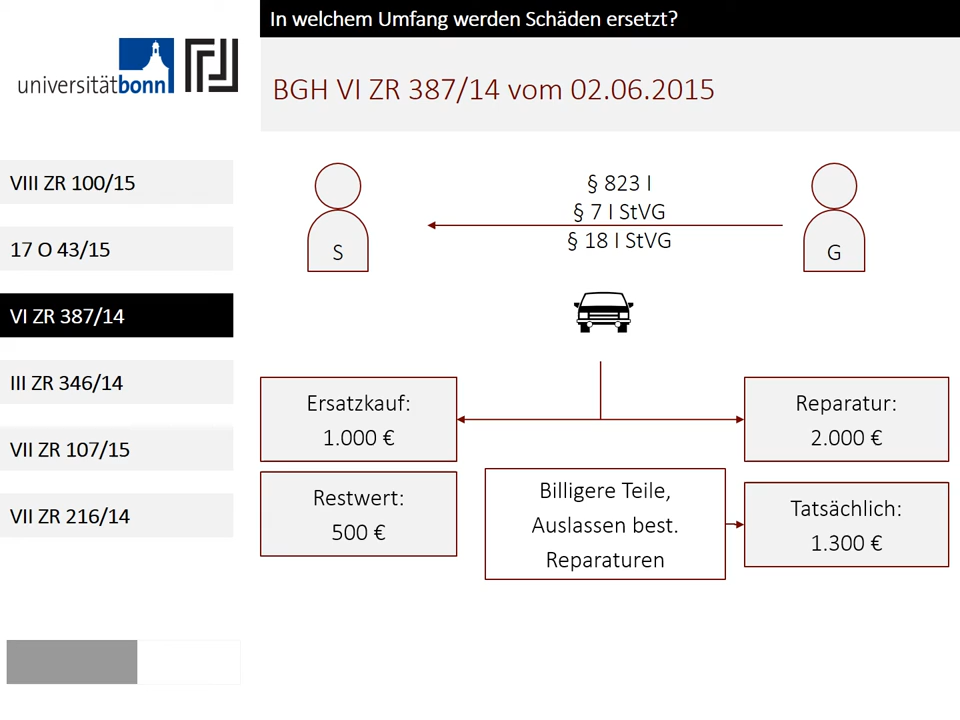 In welchem Umfang werden Schäden ersetzt?
universitätbonn
BGH VI ZR 387/14 vom 02.06.2015
VIII ZR 100/15
17 O 43/15
VI ZR 387/14
III ZR 346/14
VII ZR 107/15
VII ZR 216/14
§ 823 I
§ 7 I StVG
§ 18 I StVG
S
G
Ersatzkauf:
1.000 €
Reparatur:
2.000 €
Restwert:
500 €
Billigere Teile,
Auslassen best.
Reparaturen
Tatsächlich:
1.300 €